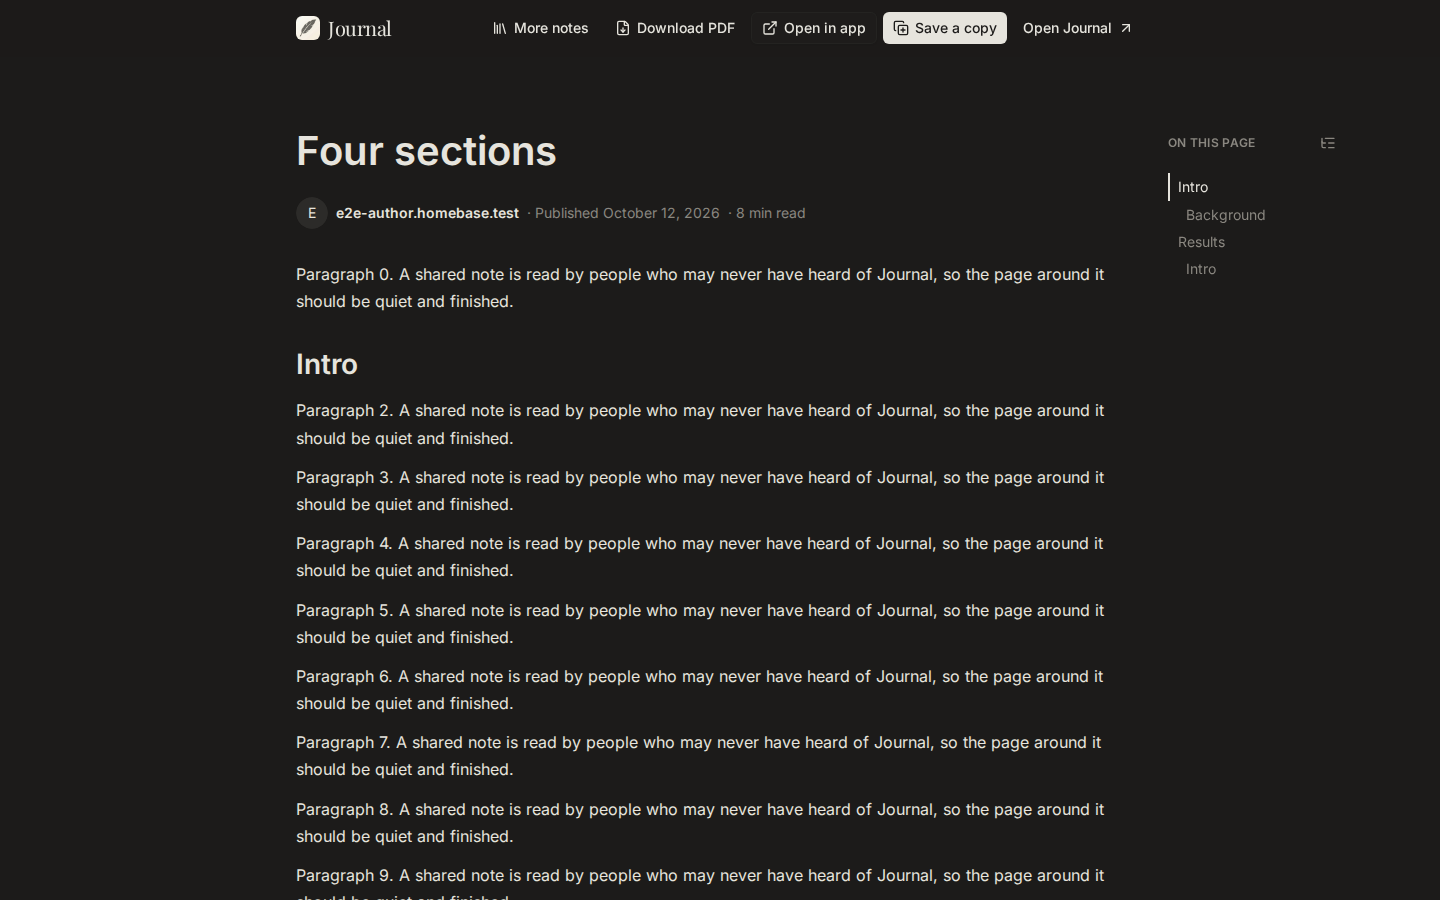 Journal
More notes
Download PDF
Open in app
Save a copy
Open Journal
Four sections
ON THIS PAGE
Intro
Background
Results
Intro
E
e2e-author.homebase.test · Published October 12, 2026 · 8 min read
Paragraph 0. A shared note is read by people who may never have heard of Journal, so the page around it
should be quiet and finished.
Intro
Paragraph 2. A shared note is read by people who may never have heard of Journal, so the page around it
should be quiet and finished.
Paragraph 3. A shared note is read by people who may never have heard of Journal, so the page around it
should be quiet and finished.
Paragraph 4. A shared note is read by people who may never have heard of Journal, so the page around it
should be quiet and finished.
Paragraph 5. A shared note is read by people who may never have heard of Journal, so the page around it
should be quiet and finished.
Paragraph 6. A shared note is read by people who may never have heard of Journal, so the page around it
should be quiet and finished.
Paragraph 7. A shared note is read by people who may never have heard of Journal, so the page around it
should be quiet and finished.
Paragraph 8. A shared note is read by people who may never have heard of Journal, so the page around it
should be quiet and finished.
Paragraph 9. A shared note is read by people who may never have heard of Journal, so the page around it